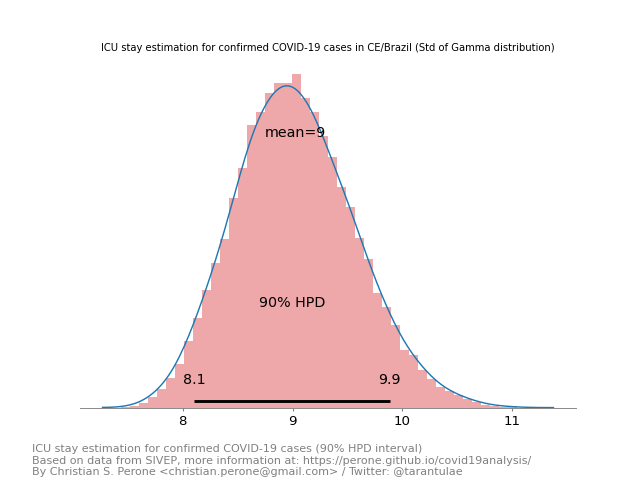 ICU stay estimation for confirmed COVID-19 cases in CE/Brazil (Std of Gamma distribution)
mean=9
90% HPD
8.1 9.9
8 9 10 11
ICU stay estimation for confirmed COVID-19 cases (90% HPD interval)
Based on data from SIVEP, more information at: https://perone.github.io/covid19analysis/
By Christian S. Perone <christian.perone@gmail.com> / Twitter: @tarantulae